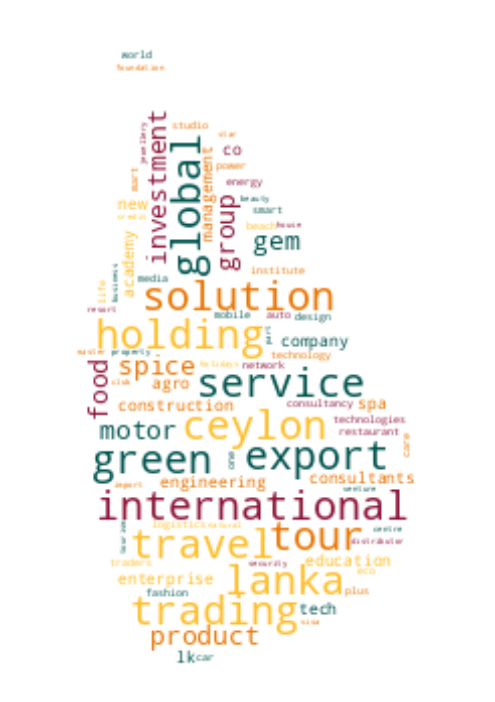 world
foundation
studio
star
jewellery
investment
global
management
co
power
mart
energy
beauty
new
credit
smart
group
beach house
gem
academy
institute
business
media
life
solution
resort
mobile auto design
holding
part
company
master property
technology
spice
holidays network
food
agro
service
club
construction
consultancy spa
technologies
motor
ceylon
restaurant
care
green
one
export
import
engineering
consultants
venture
international
tourism
logistics natural
centre
travel
tour
distributor
traders
security
education
eco
enterprise
lanka
fashion
plus
trading
tech
visa
product
lk car